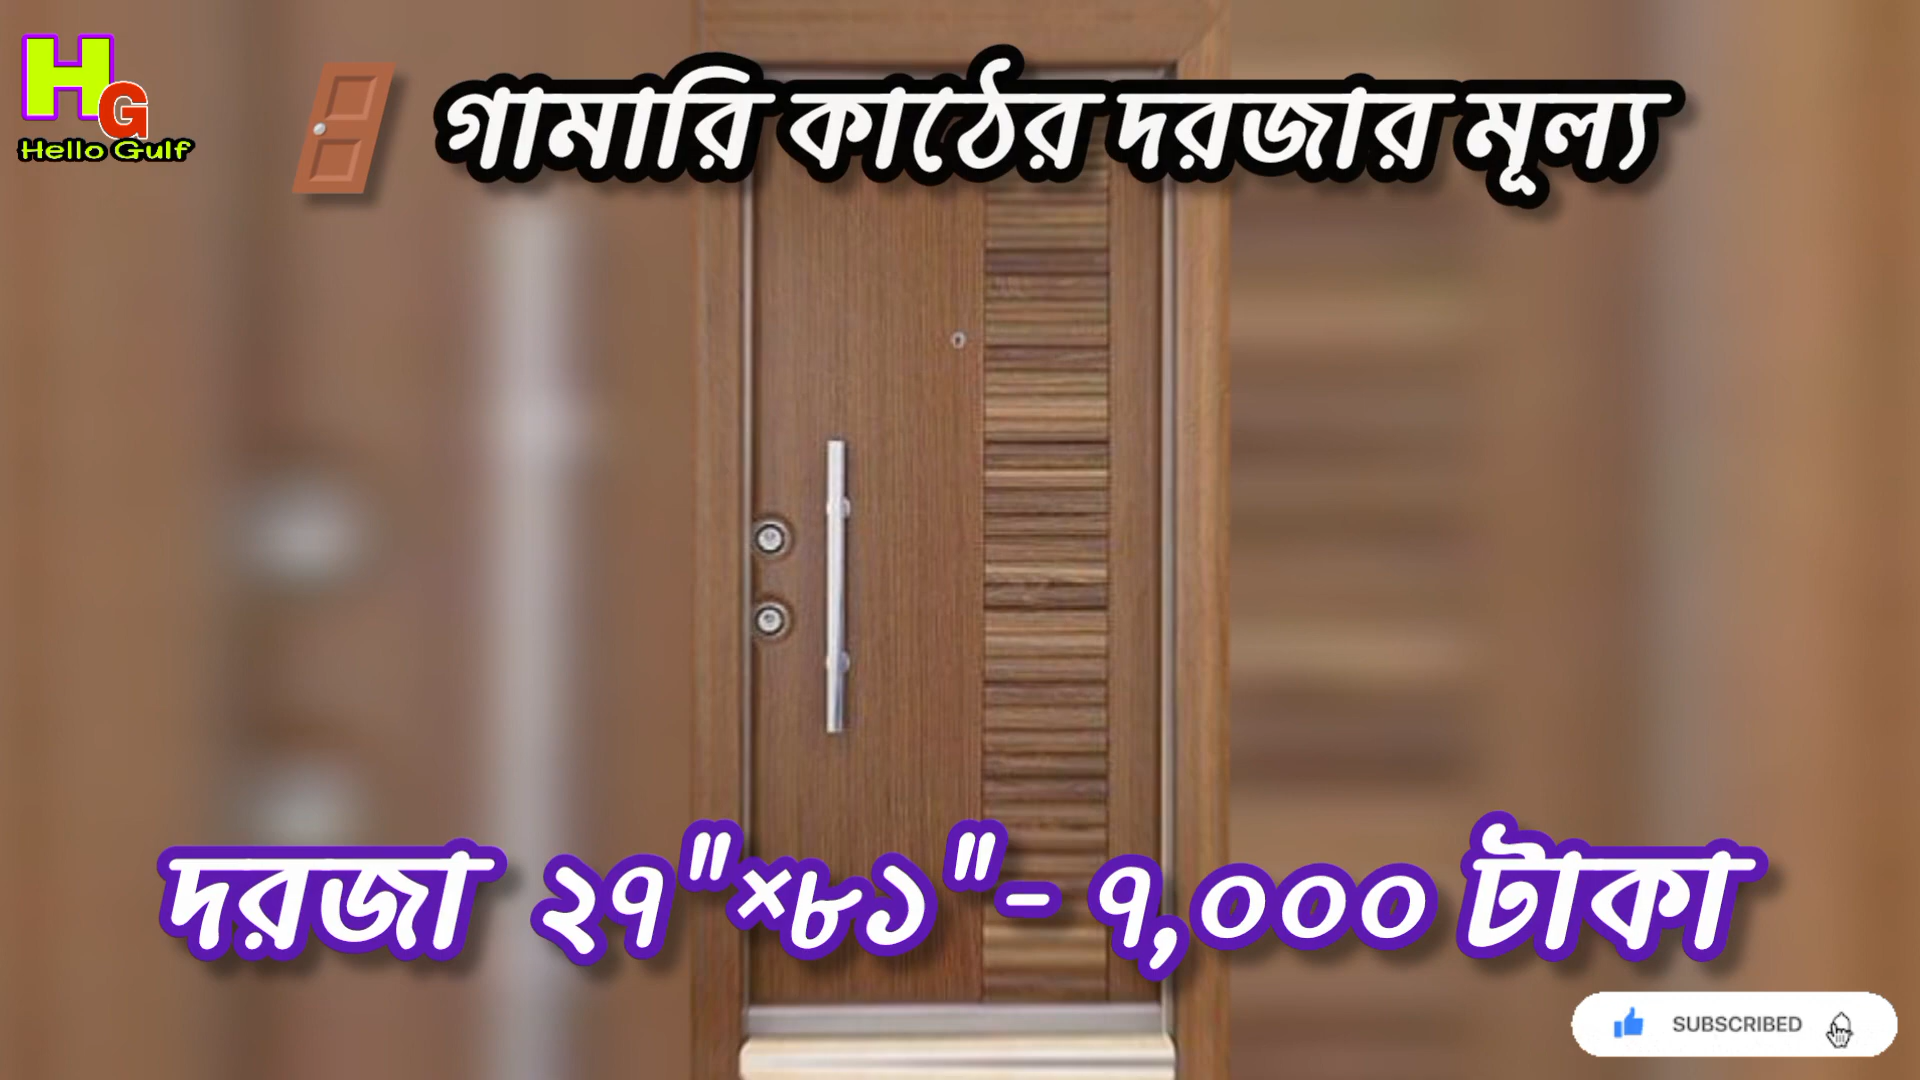 HG
Hello Gulf
গামারি কাঠের দরজার মূল্য
দরজা ২৭"×৮১"- ৭,০০০ টাকা
SUBSCRIBED